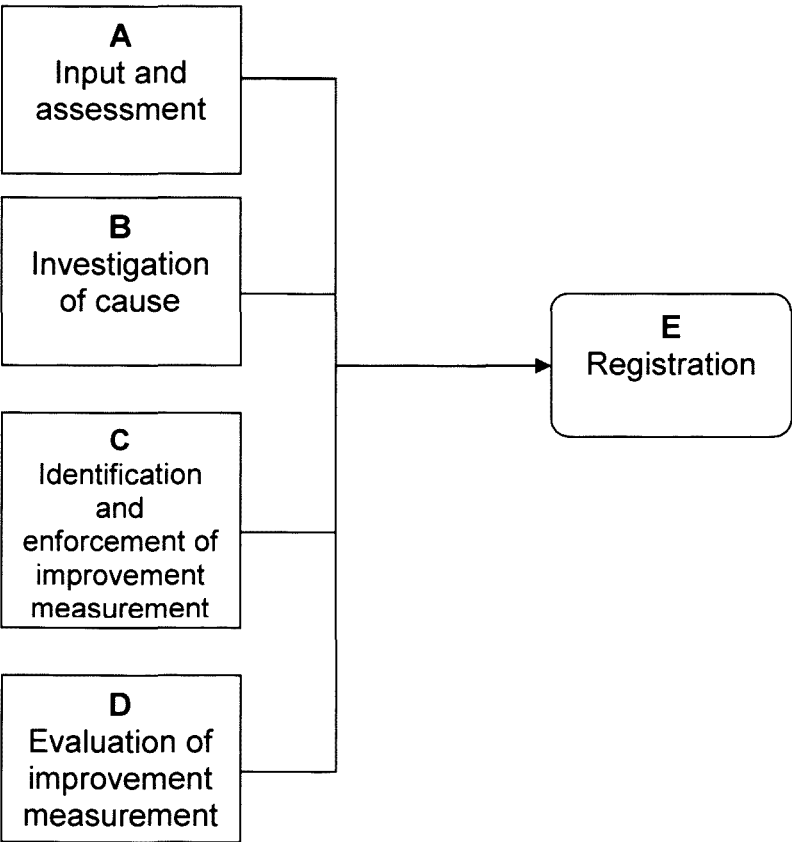 A
Input and
assessment
B
Investigation
of cause
C
Identification
and
enforcement of
improvement
measurement
D
Evaluation of
improvement
measurement
E
Registration